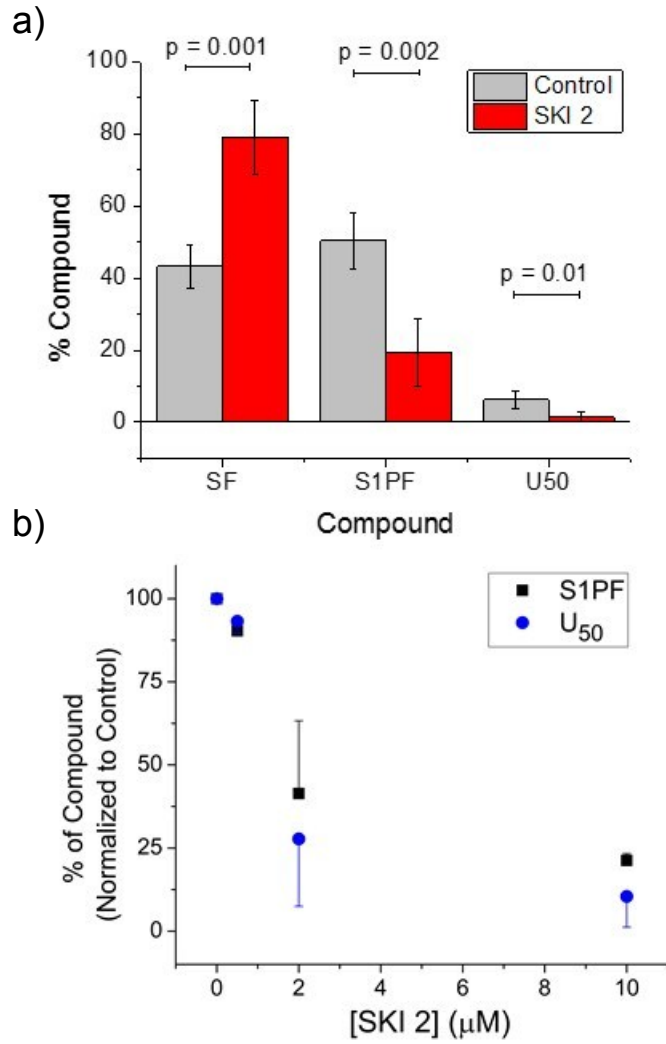 a)
p = 0.001
p = 0.002
p = 0.01
Control
SKI 2
100
80
60
40
20
0
% Compound
SF
S1PF
U50
Compound
b)
S1PF
U50
100
75
50
25
0
% of Compound
(Normalized to Control)
0
2
4
6
8
10
[SKI 2] (μM)